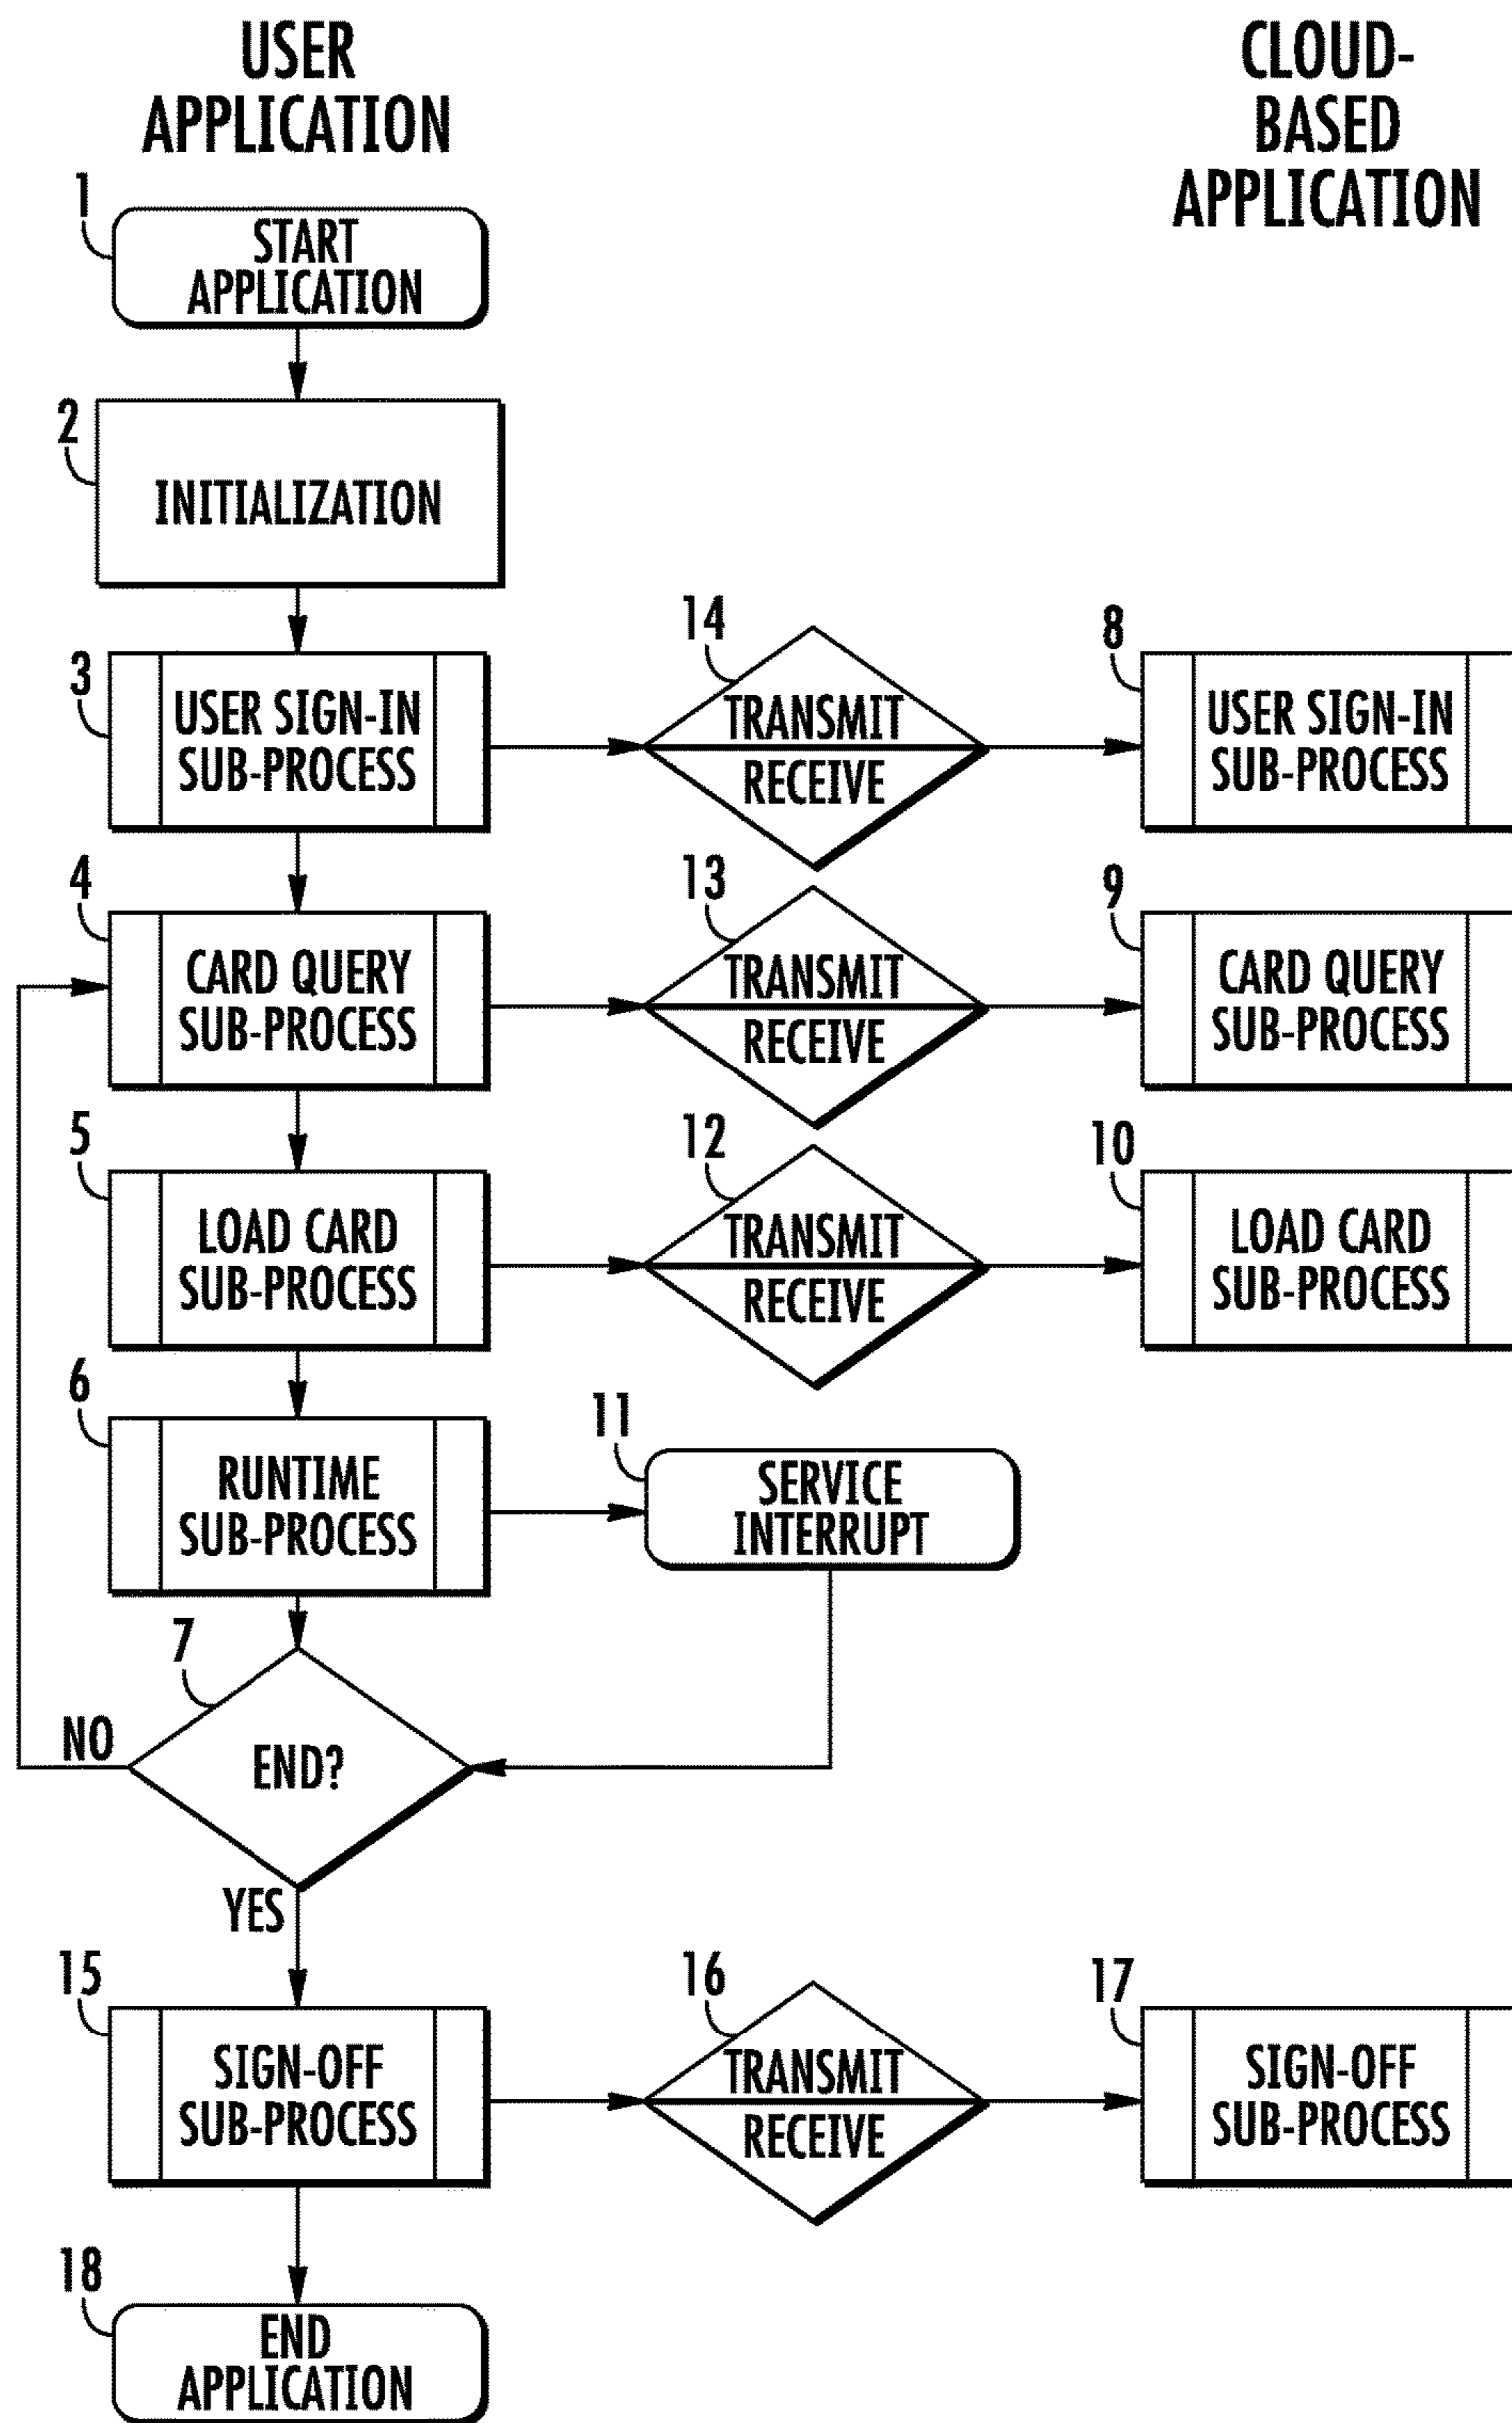 USER
APPLICATION
CLOUD-
BASED
APPLICATION
1
START
APPLICATION
2
INITIALIZATION
3
USER SIGN-IN
SUB-PROCESS
14
TRANSMIT
RECEIVE
8
USER SIGN-IN
SUB-PROCESS
4
CARD QUERY
SUB-PROCESS
13
TRANSMIT
RECEIVE
9
CARD QUERY
SUB-PROCESS
5
LOAD CARD
SUB-PROCESS
12
TRANSMIT
RECEIVE
10
LOAD CARD
SUB-PROCESS
6
RUNTIME
SUB-PROCESS
11
SERVICE
INTERRUPT
7
END?
NO
YES
15
SIGN-OFF
SUB-PROCESS
16
TRANSMIT
RECEIVE
17
SIGN-OFF
SUB-PROCESS
18
END
APPLICATION